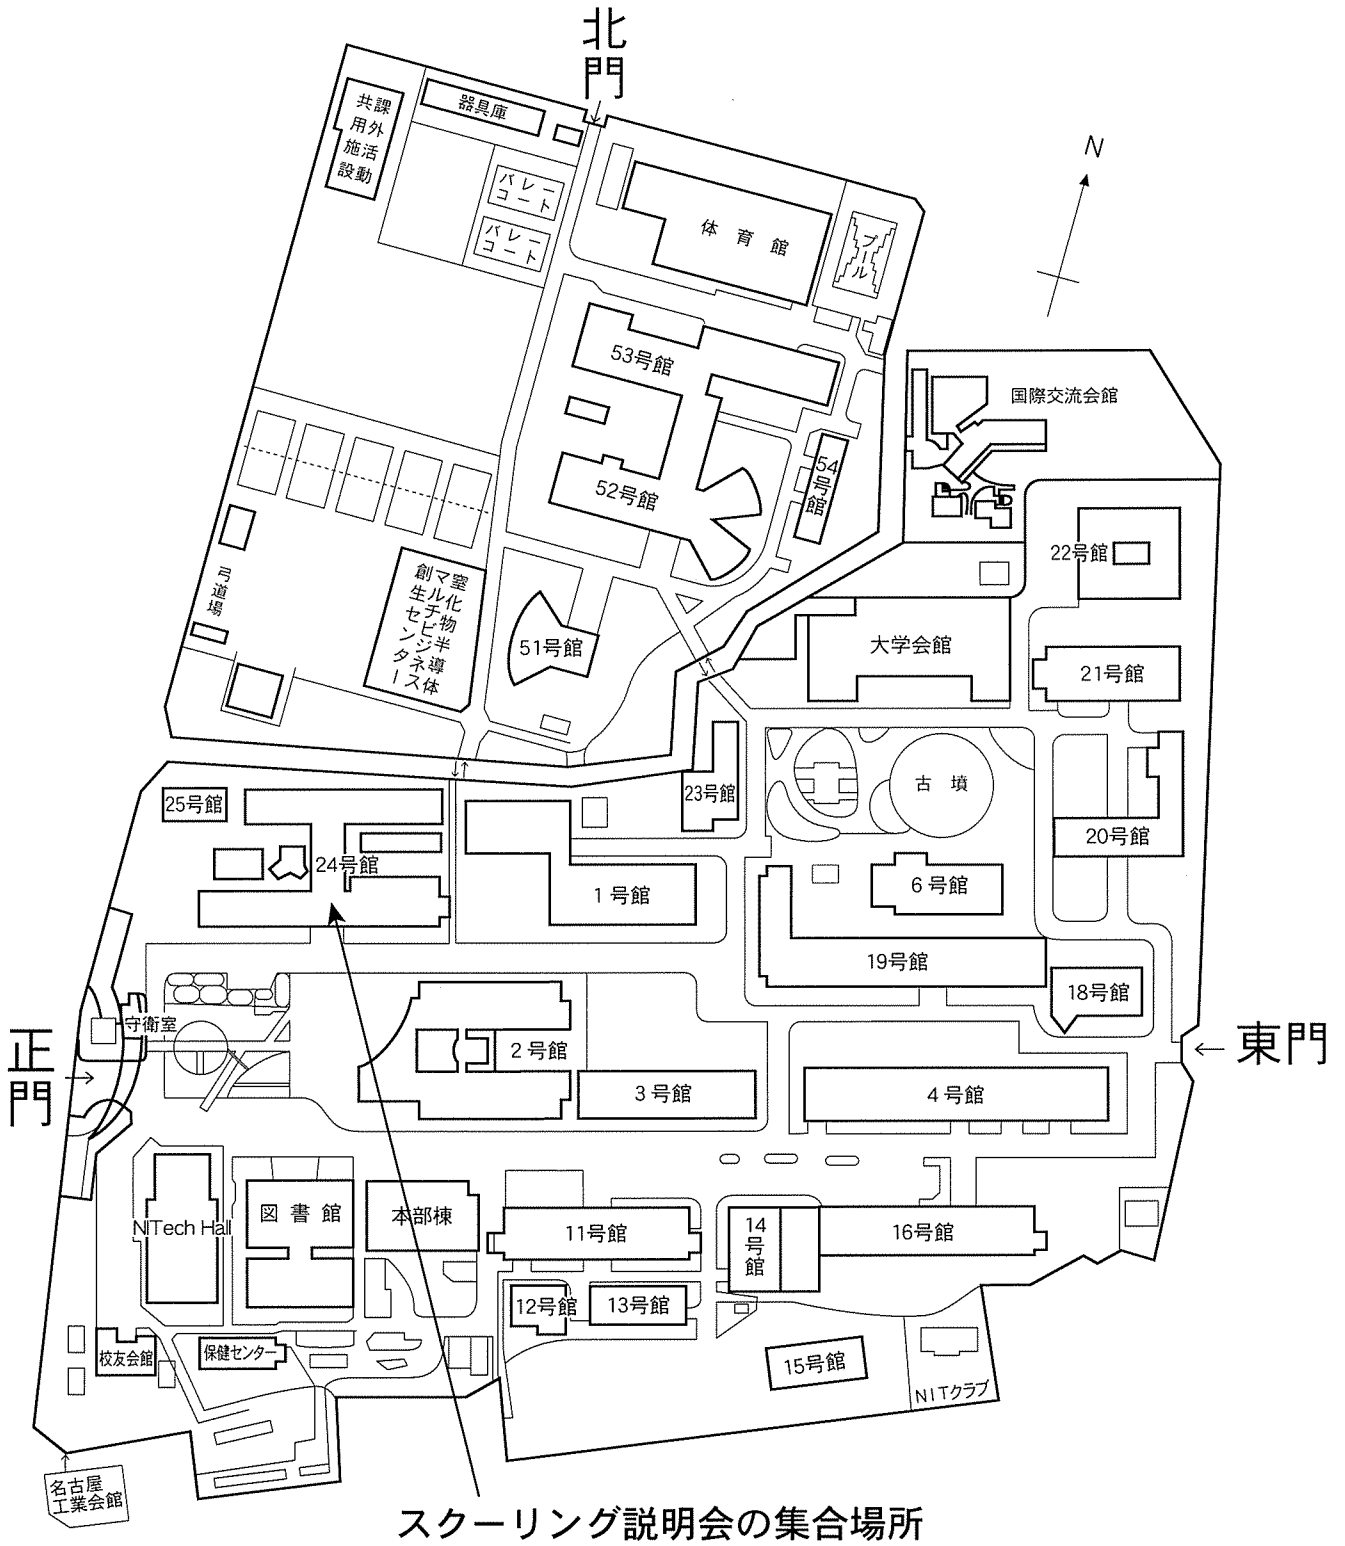 北門
課外活動
共用施設
器具庫
バレー
コート
バレー
コート
体育館
プール
N
53号館
国際交流会館
54号館
52号館
22号館
窒化物半導体
マルチビジネス
創生センター
弓道場
51号館
大学会館
21号館
25号館
23号館
古墳
24号館
20号館
1号館
6号館
19号館
18号館
守衛室
正門
2号館
東門
3号館
4号館
NITech Hall
図書館
本部棟
11号館
14号館
16号館
12号館
13号館
校友会館
保健センター
15号館
NITクラブ
名古屋
工業会館
スクーリング説明会の集合場所